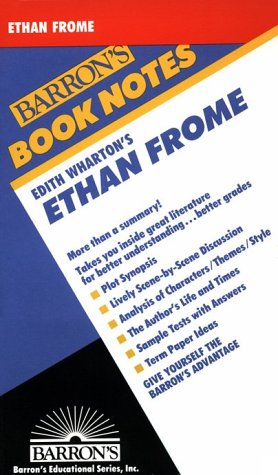 ETHAN FROME
BARRON'S
BOOK NOTES
EDITH WHARTON'S
ETHAN FROME
More than a summary!
Takes you inside great literature
for better understanding...better grades
Plot Synopsis
Lively Scene-by-Scene Discussion
Analysis of Characters/Themes/Style
The Author's Life and Times
Sample Tests with Answers
Term Paper Ideas
GIVE YOURSELF THE
BARRON'S ADVANTAGE
BARRON'S
Barron's Educational Series, Inc.